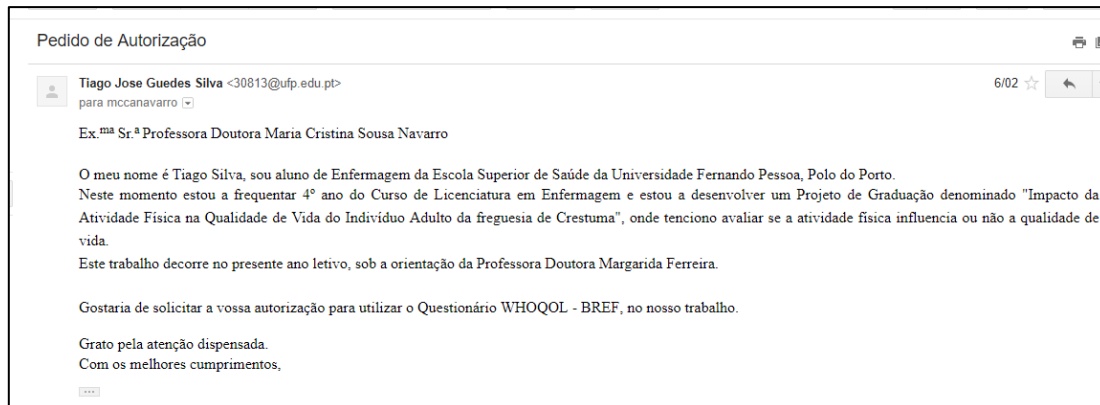 Pedido de Autorização
Tiago Jose Guedes Silva <30813@ufp.edu.pt>
6/02
para mccanavarro
Ex.ma Sr.ª Professora Doutora Maria Cristina Sousa Navarro
O meu nome é Tiago Silva, sou aluno de Enfermagem da Escola Superior de Saúde da Universidade Fernando Pessoa, Polo do Porto.
Neste momento estou a frequentar 4º ano do Curso de Licenciatura em Enfermagem e estou a desenvolver um Projeto de Graduação denominado "Impacto da
Atividade Física na Qualidade de Vida do Indivíduo Adulto da freguesia de Crestuma", onde tenciono avaliar se a atividade física influencia ou não a qualidade de
vida.
Este trabalho decorre no presente ano letivo, sob a orientação da Professora Doutora Margarida Ferreira.
Gostaria de solicitar a vossa autorização para utilizar o Questionário WHOQOL - BREF, no nosso trabalho.
Grato pela atenção dispensada.
Com os melhores cumprimentos,